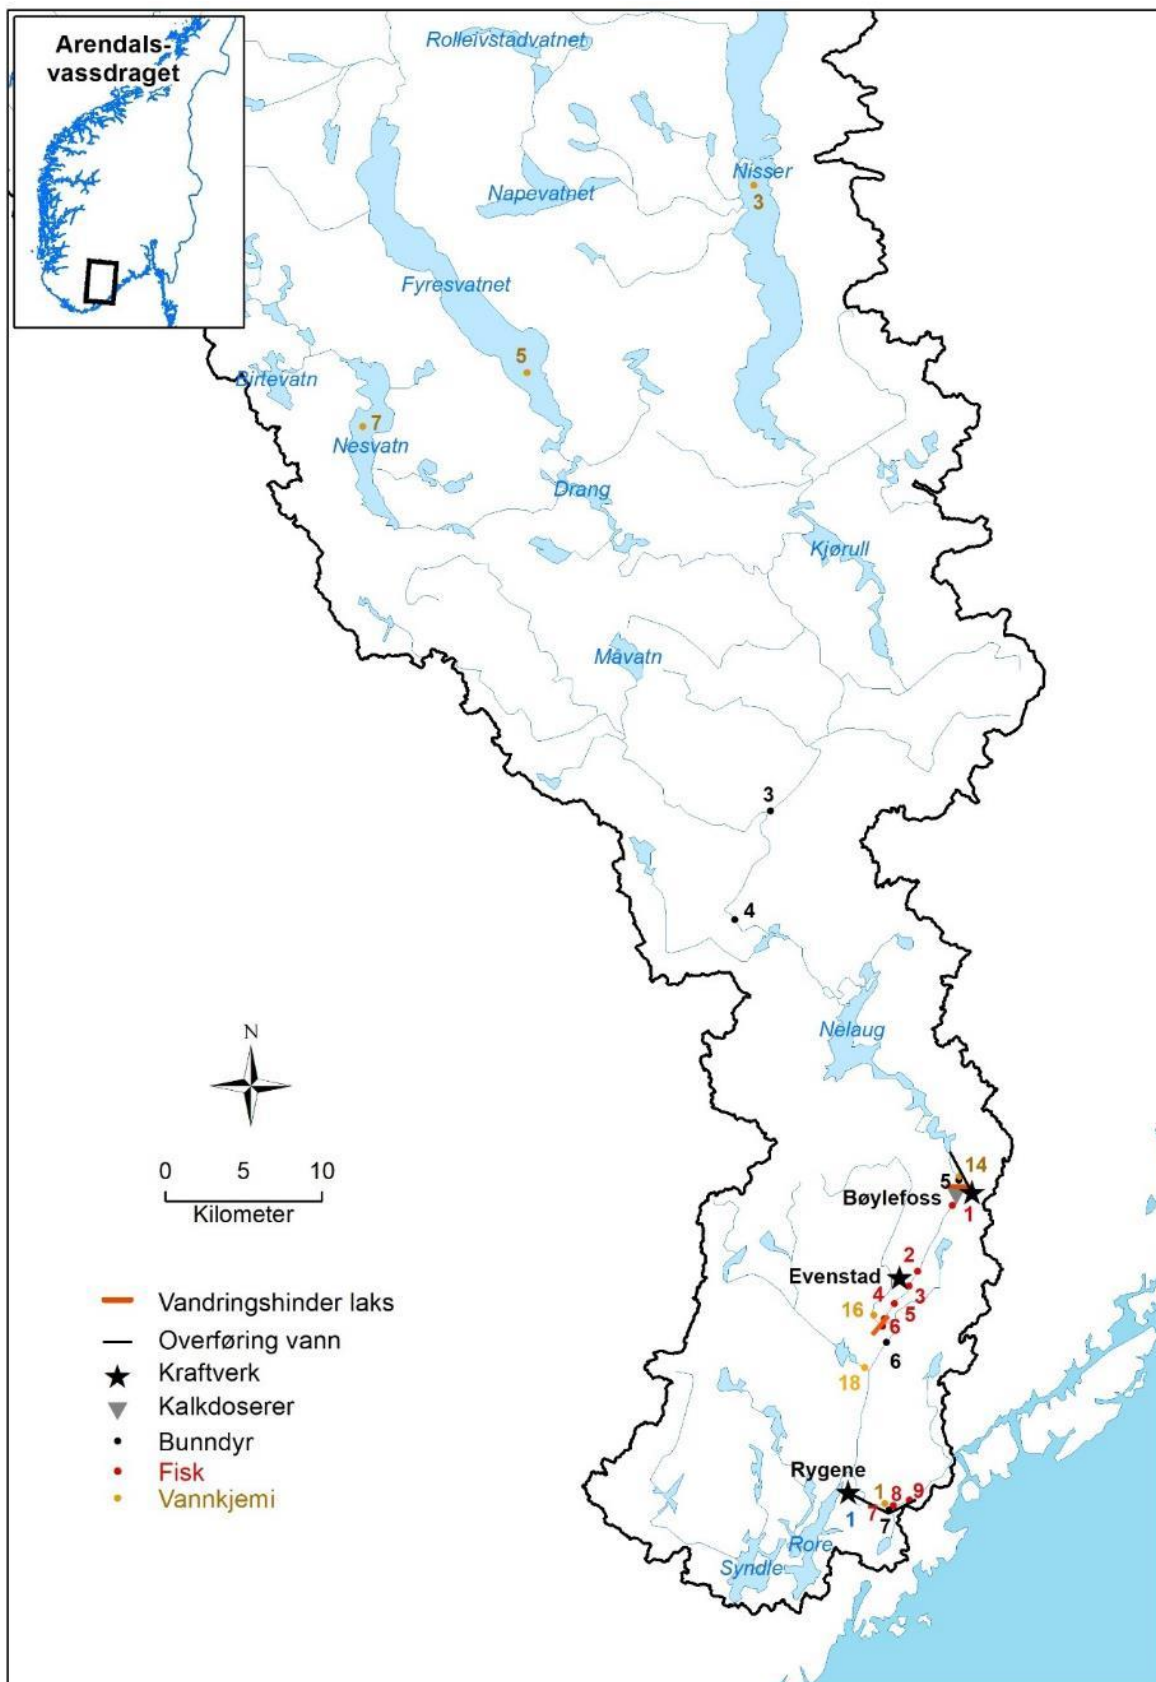 Arendals-
vassdraget
Rolleivstadvatnet
Nisser
3
Napevatnet
Fyresvatnet
5
Birtevatn
7
Nesvatn
Drang
Kjørull
Måvatn
3
4
Nelaug
N
0 5 10
Kilometer
14
5
Bøylefoss
1
2
Evenstad
3
4
5
16
6
6
18
Rygene
1
8
9
7
7
1
Rore
Syndle
Vandringshinder laks
Overføring vann
Kraftverk
Kalkdoserer
Bunndyr
Fisk
Vannkjemi